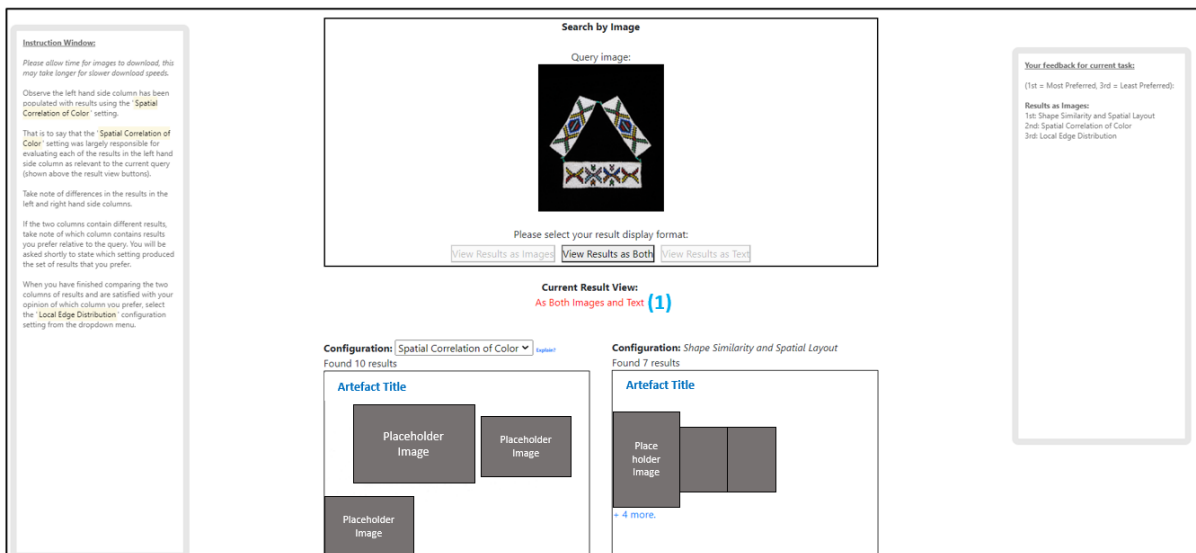 Instruction Window:
Please allow time for images to download, this
may take longer for slower download speeds.
Observe the left hand side column has been
populated with results using the 'Spatial
Correlation of Color' setting.
That is to say that the 'Spatial Correlation of
Color' setting was largely responsible for
evaluating each of the results in the left hand
side column as relevant to the current query
(shown above the result view buttons).
Take note of differences in the results in the
left and right hand side columns.
If the two columns contain different results,
take note of which column contains results
you prefer relative to the query. You will be
asked shortly to state which setting produced
the set of results that you prefer.
When you have finished comparing the two
columns of results and are satisfied with your
opinion of which column you prefer, select
the 'Local Edge Distribution' configuration
setting from the dropdown menu.
Search by Image
Query image:
Please select your result display format:
View Results as Images View Results as Both View Results as Text
Current Result View:
As Both Images and Text (1)
Configuration: Spatial Correlation of Color Explain?
Found 10 results
Artefact Title
Placeholder
Image
Placeholder
Image
Placeholder
Image
Configuration: Shape Similarity and Spatial Layout
Found 7 results
Artefact Title
Place
holder
Image
+ 4 more.
Your feedback for current task:
(1st = Most Preferred, 3rd = Least Preferred):
Results as Images:
1st: Shape Similarity and Spatial Layout
2nd: Spatial Correlation of Color
3rd: Local Edge Distribution